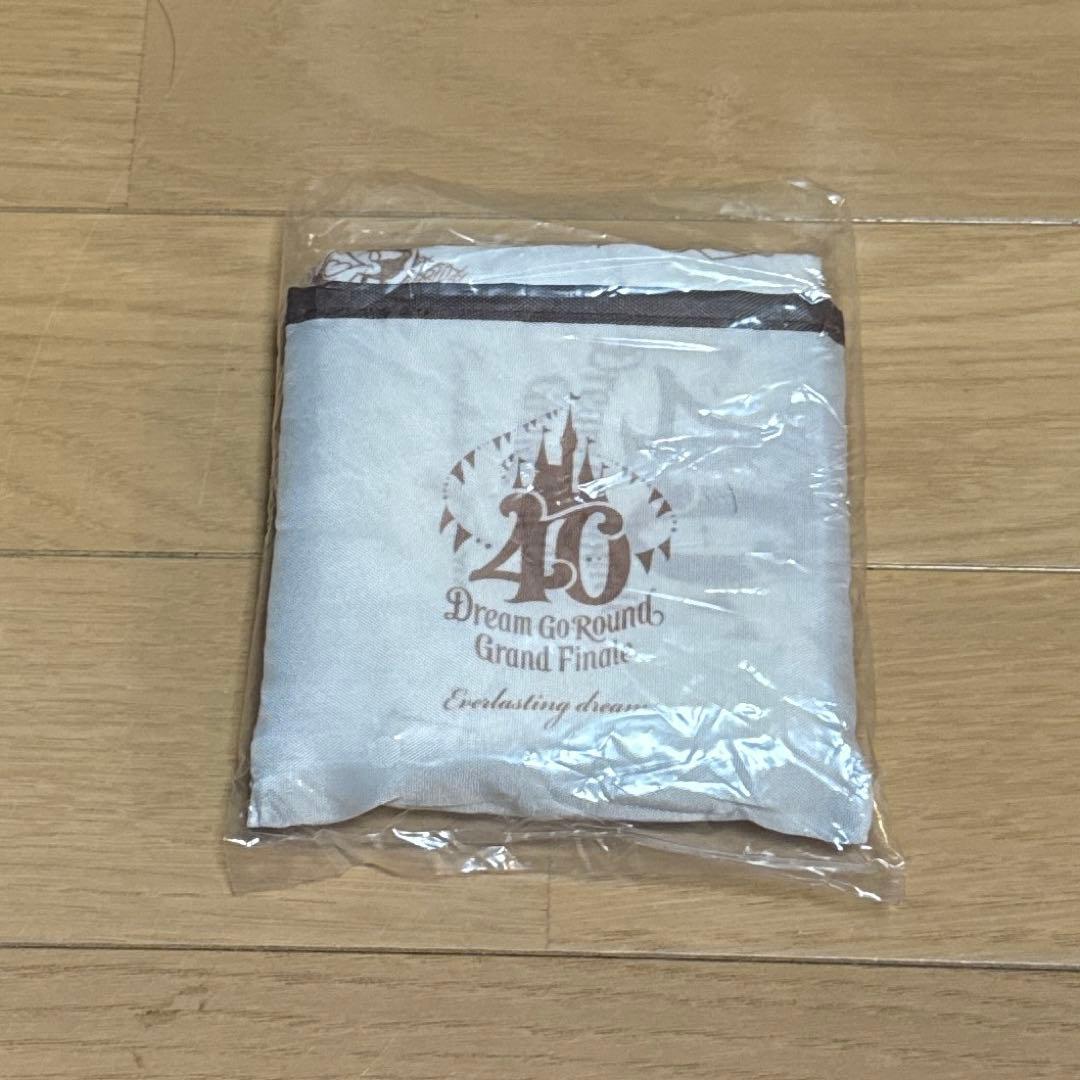 40
Dream Go Round
Grand Finale
Everlasting dream